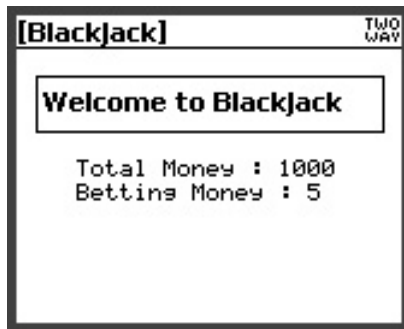 [BlackJack]
TWO
WAY
Welcome to BlackJack
Total Money : 1000
Betting Money : 5